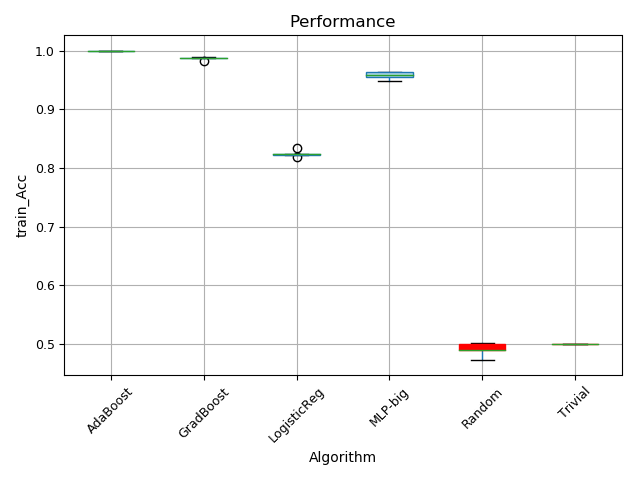 Performance
1.0
0.9
0.8
0.7
0.6
0.5
train_Acc
AdaBoost
GradBoost
LogisticReg
MLP-big
Random
Trivial
Algorithm